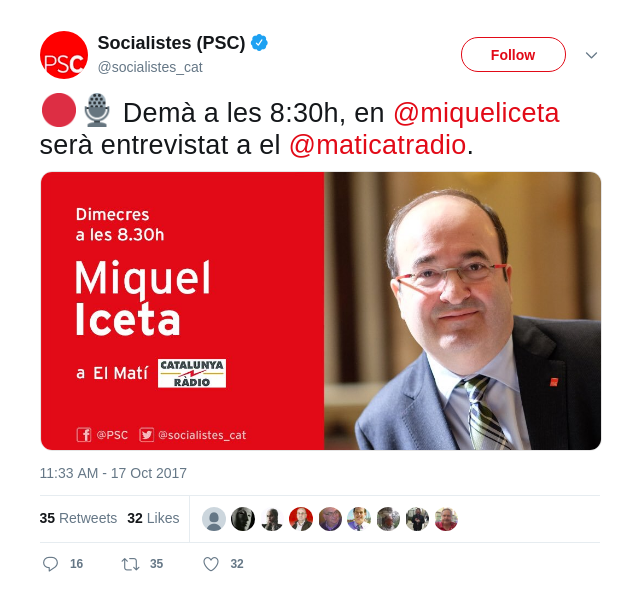 PSC
Socialistes (PSC)
@socialistes_cat
Follow
Demà a les 8:30h, en @miqueliceta
serà entrevistat a el @maticatradio.
Dimecres
a les 8.30h
Miquel
Iceta
a El Matí CATALUNYA RÀDIO
@PSC @socialistes_cat
11:33 AM - 17 Oct 2017
35 Retweets 32 Likes
16 35 32